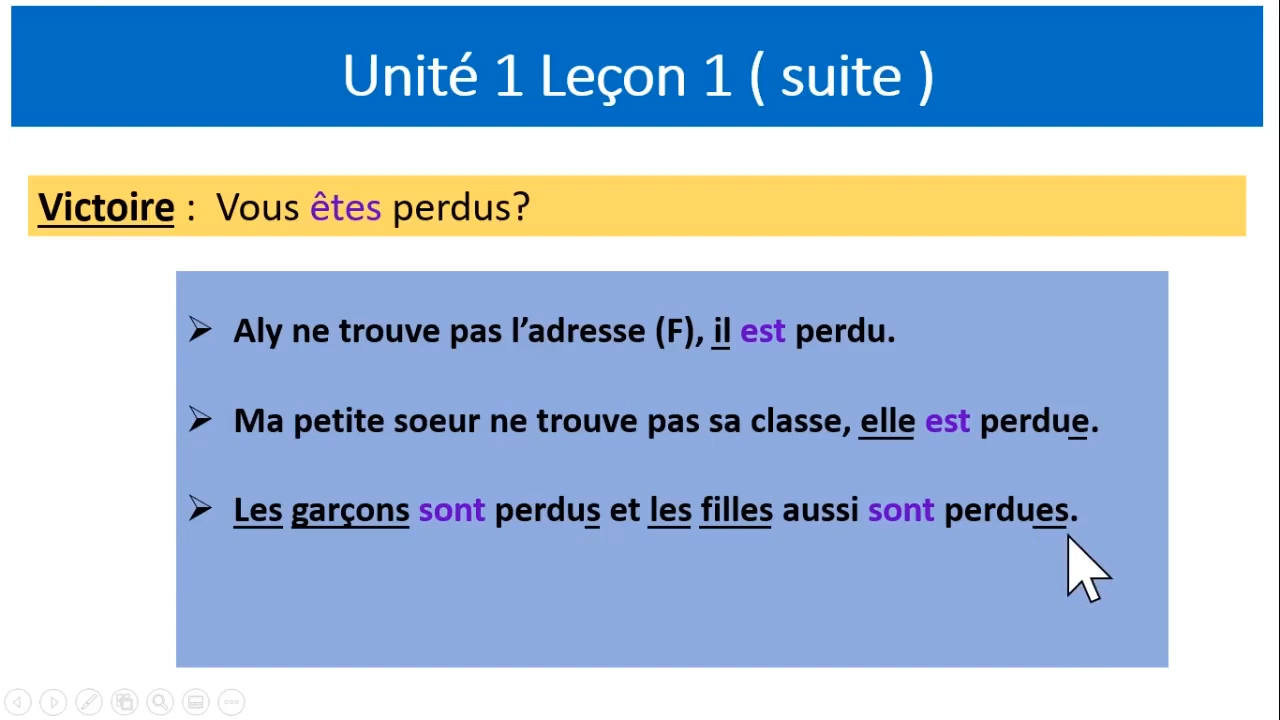 Unité 1 Leçon 1 ( suite )
Victoire : Vous êtes perdus?
Aly ne trouve pas l’adresse (F), il est perdu.
Ma petite soeur ne trouve pas sa classe, elle est perdue.
Les garçons sont perdus et les filles aussi sont perdues.